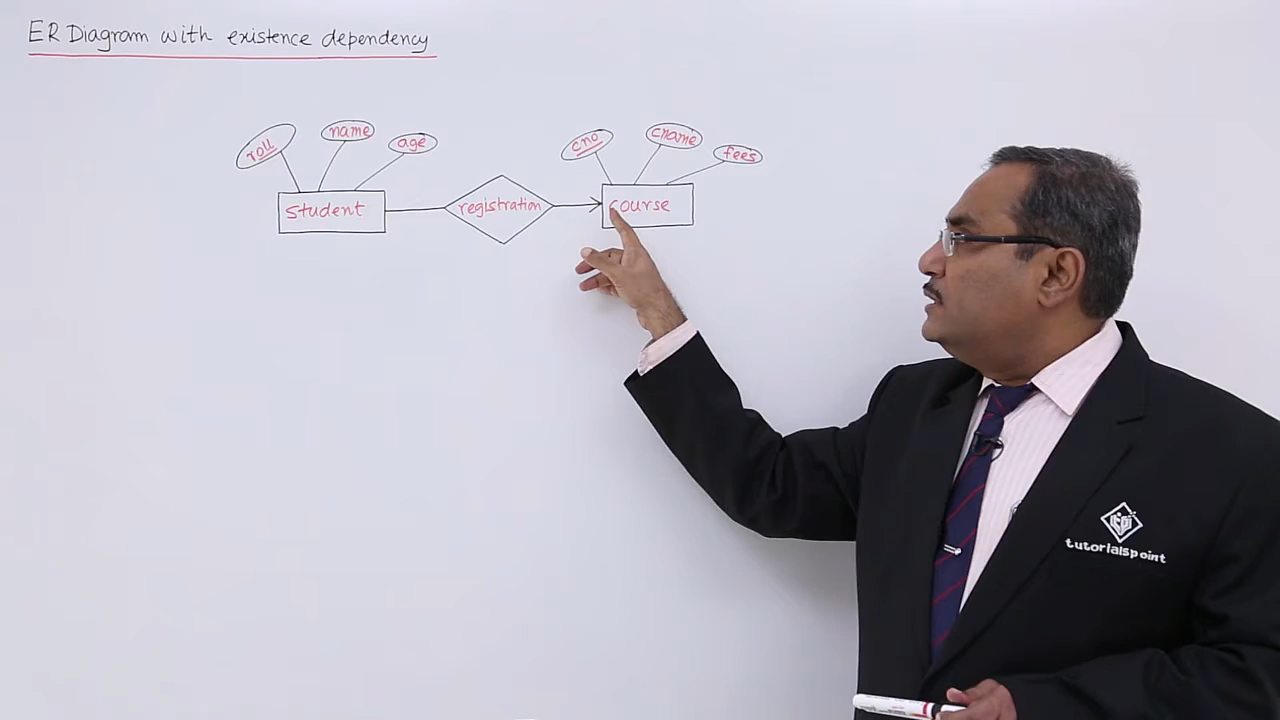 ER Diagram with existence dependency
roll
name
age
cno
cname
fees
student
registration
course
tutorialspoint